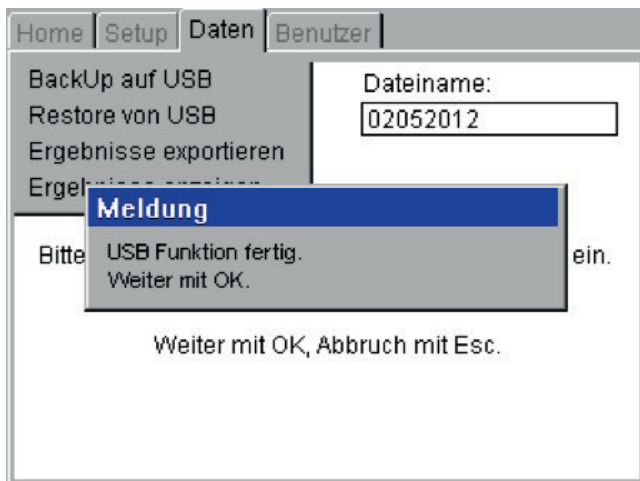 Home Setup Daten Benutzer
BackUp auf USB
Restore von USB
Ergebnisse exportieren
Dateiname:
02052012
Meldung
USB Funktion fertig.
Weiter mit OK.
Bitte
ein.
Weiter mit OK, Abbruch mit Esc.